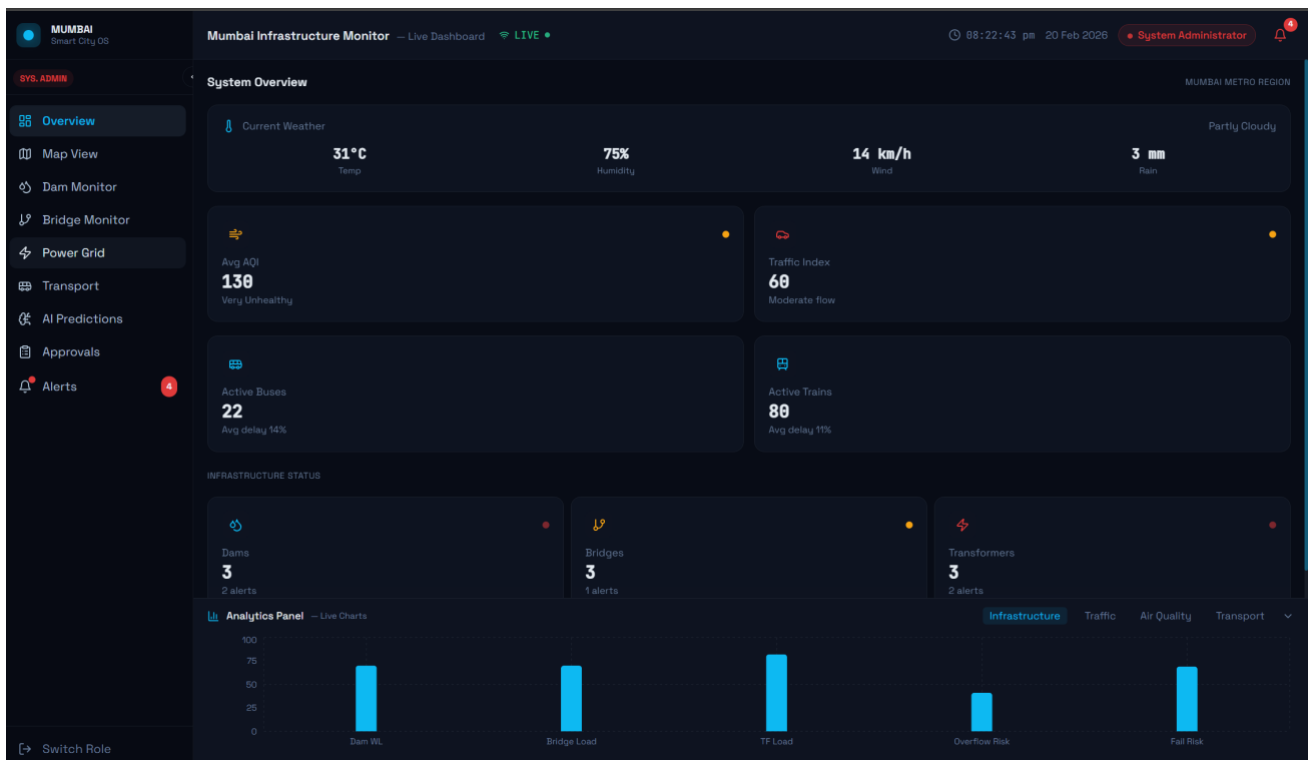 MUMBAI
Smart City OS
SYS. ADMIN
Overview
Map View
Dam Monitor
Bridge Monitor
Power Grid
Transport
AI Predictions
Approvals
Alerts 4
Switch Role
Mumbai Infrastructure Monitor — Live Dashboard LIVE
08:22:43 pm 20 Feb 2026 System Administrator 4
System Overview MUMBAI METRO REGION
Current Weather Partly Cloudy
31°C 75% 14 km/h 3 mm
Temp Humidity Wind Rain
Avg AQI
130
Very Unhealthy
Traffic Index
60
Moderate flow
Active Buses
22
Avg delay 14%
Active Trains
80
Avg delay 11%
INFRASTRUCTURE STATUS
Dams
3
2 alerts
Bridges
3
1 alerts
Transformers
3
2 alerts
Analytics Panel — Live Charts Infrastructure Traffic Air Quality Transport
100
75
50
25
0
Dam WL Bridge Load TF Load Overflow Risk Fail Risk